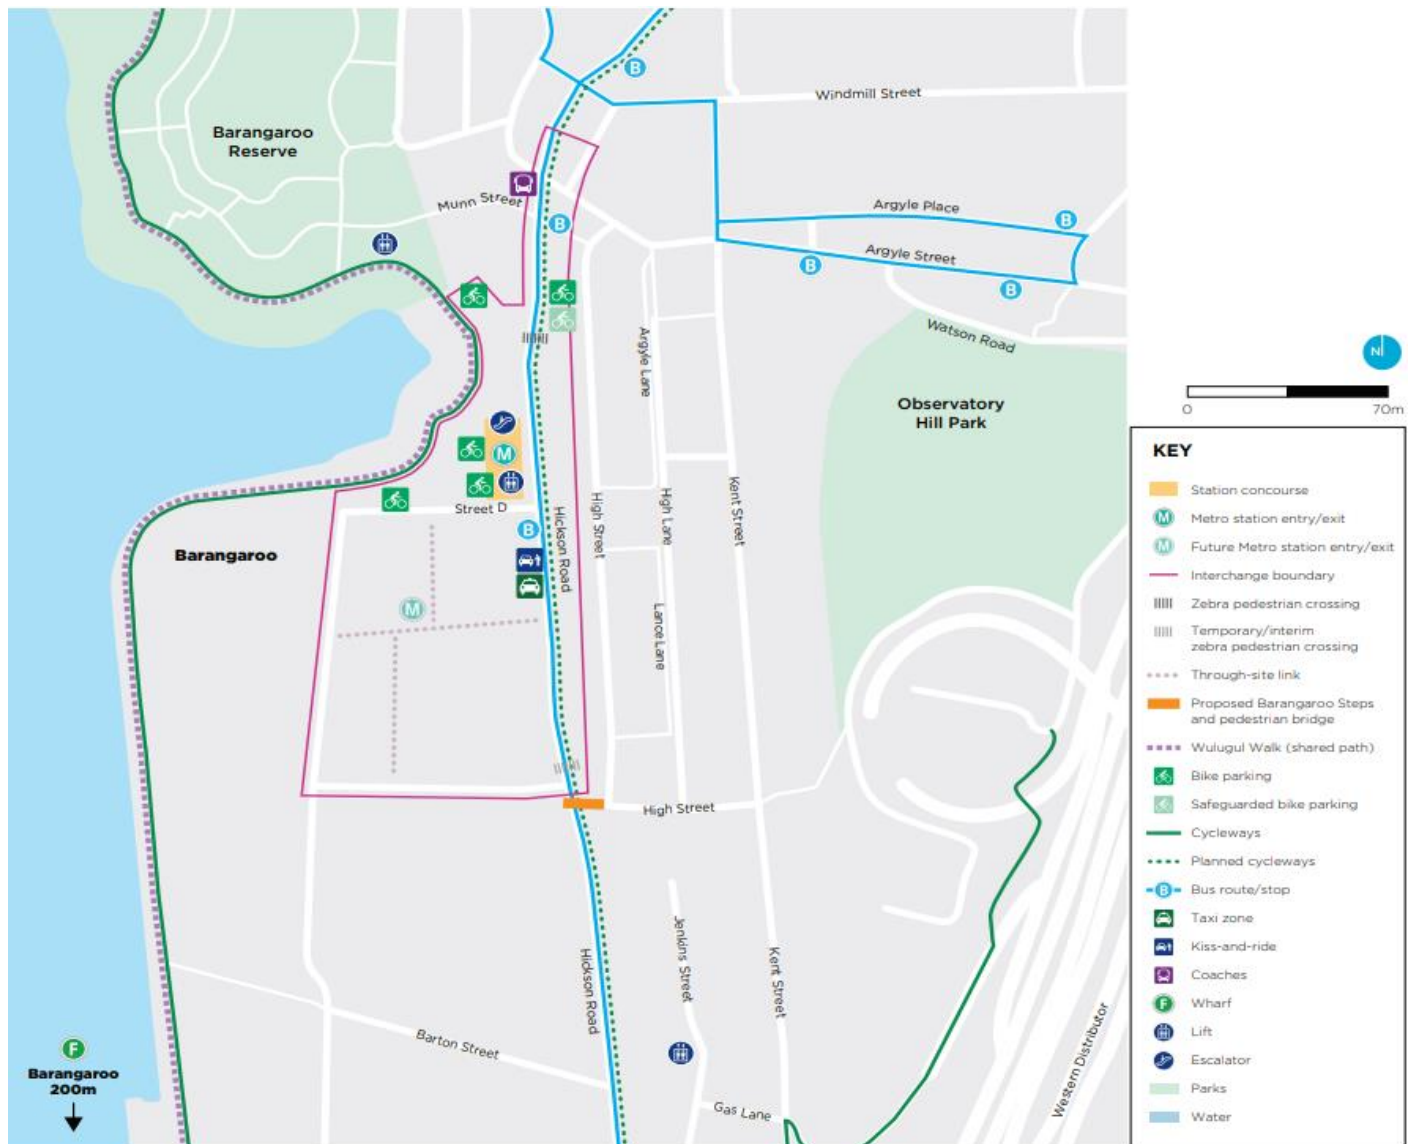 Windmill Street
Barangaroo
Reserve
Munn Street
Argyle Place
Argyle Street
Watson Road
Argyle Lane
Observatory
Hill Park
Street D
Barangaroo
Hickson Road
High Street
High Lane
Kent Street
Lance Lane
High Street
Jenkins Street
Kent Street
Hickson Road
Barton Street
Gas Lane
Western Distributor
B
B
B
B
B
B
M
M
F
Barangaroo
200m
N
0
70m
KEY
Station concourse
M
Metro station entry/exit
M
Future Metro station entry/exit
Interchange boundary
Zebra pedestrian crossing
Temporary/interim
zebra pedestrian crossing
Through-site link
Proposed Barangaroo Steps
and pedestrian bridge
Wulugul Walk (shared path)
Bike parking
Safeguarded bike parking
Cycleways
Planned cycleways
B
Bus route/stop
Taxi zone
Kiss-and-ride
Coaches
F
Wharf
Lift
Escalator
Parks
Water